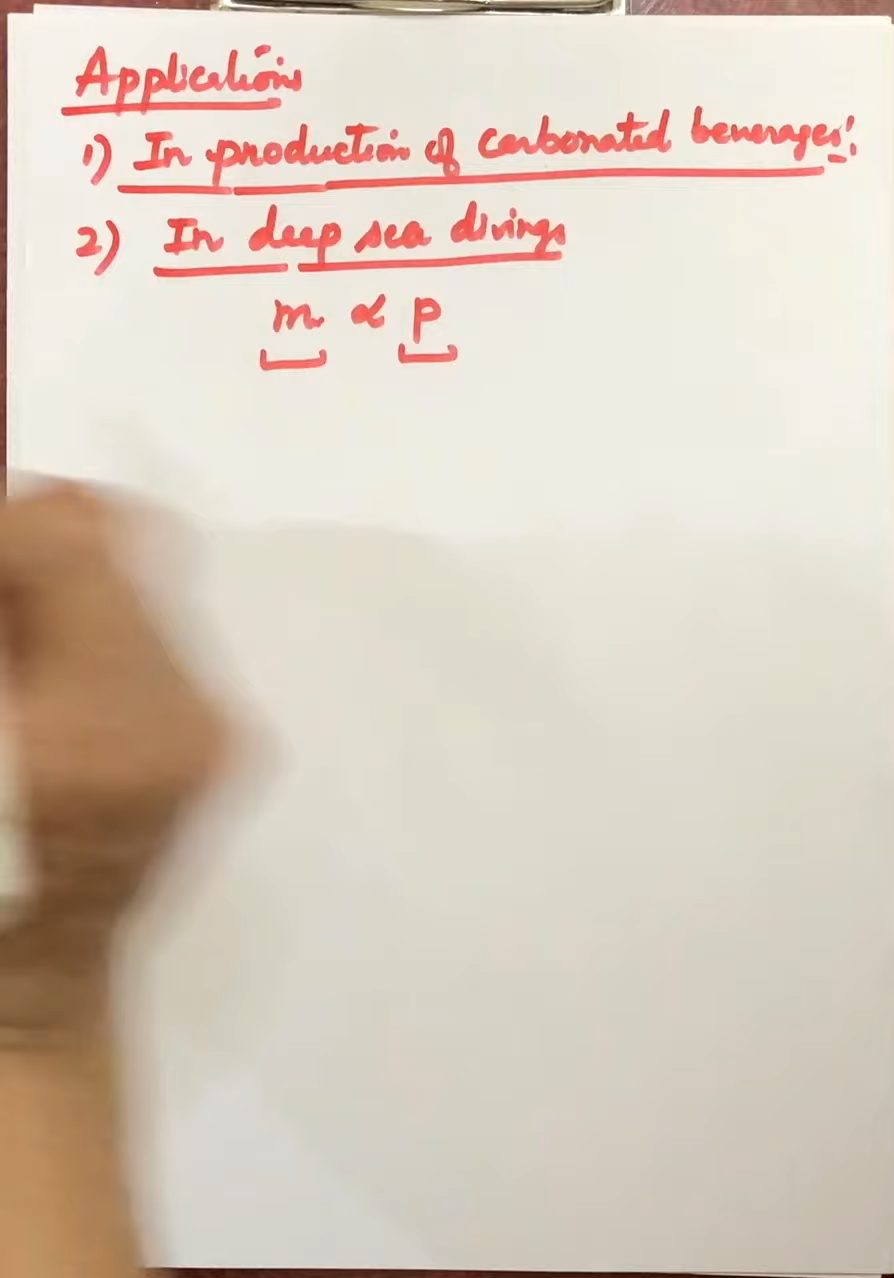 Applications
1) In production of carbonated beverages:
2) In deep sea divings
m ∝ p